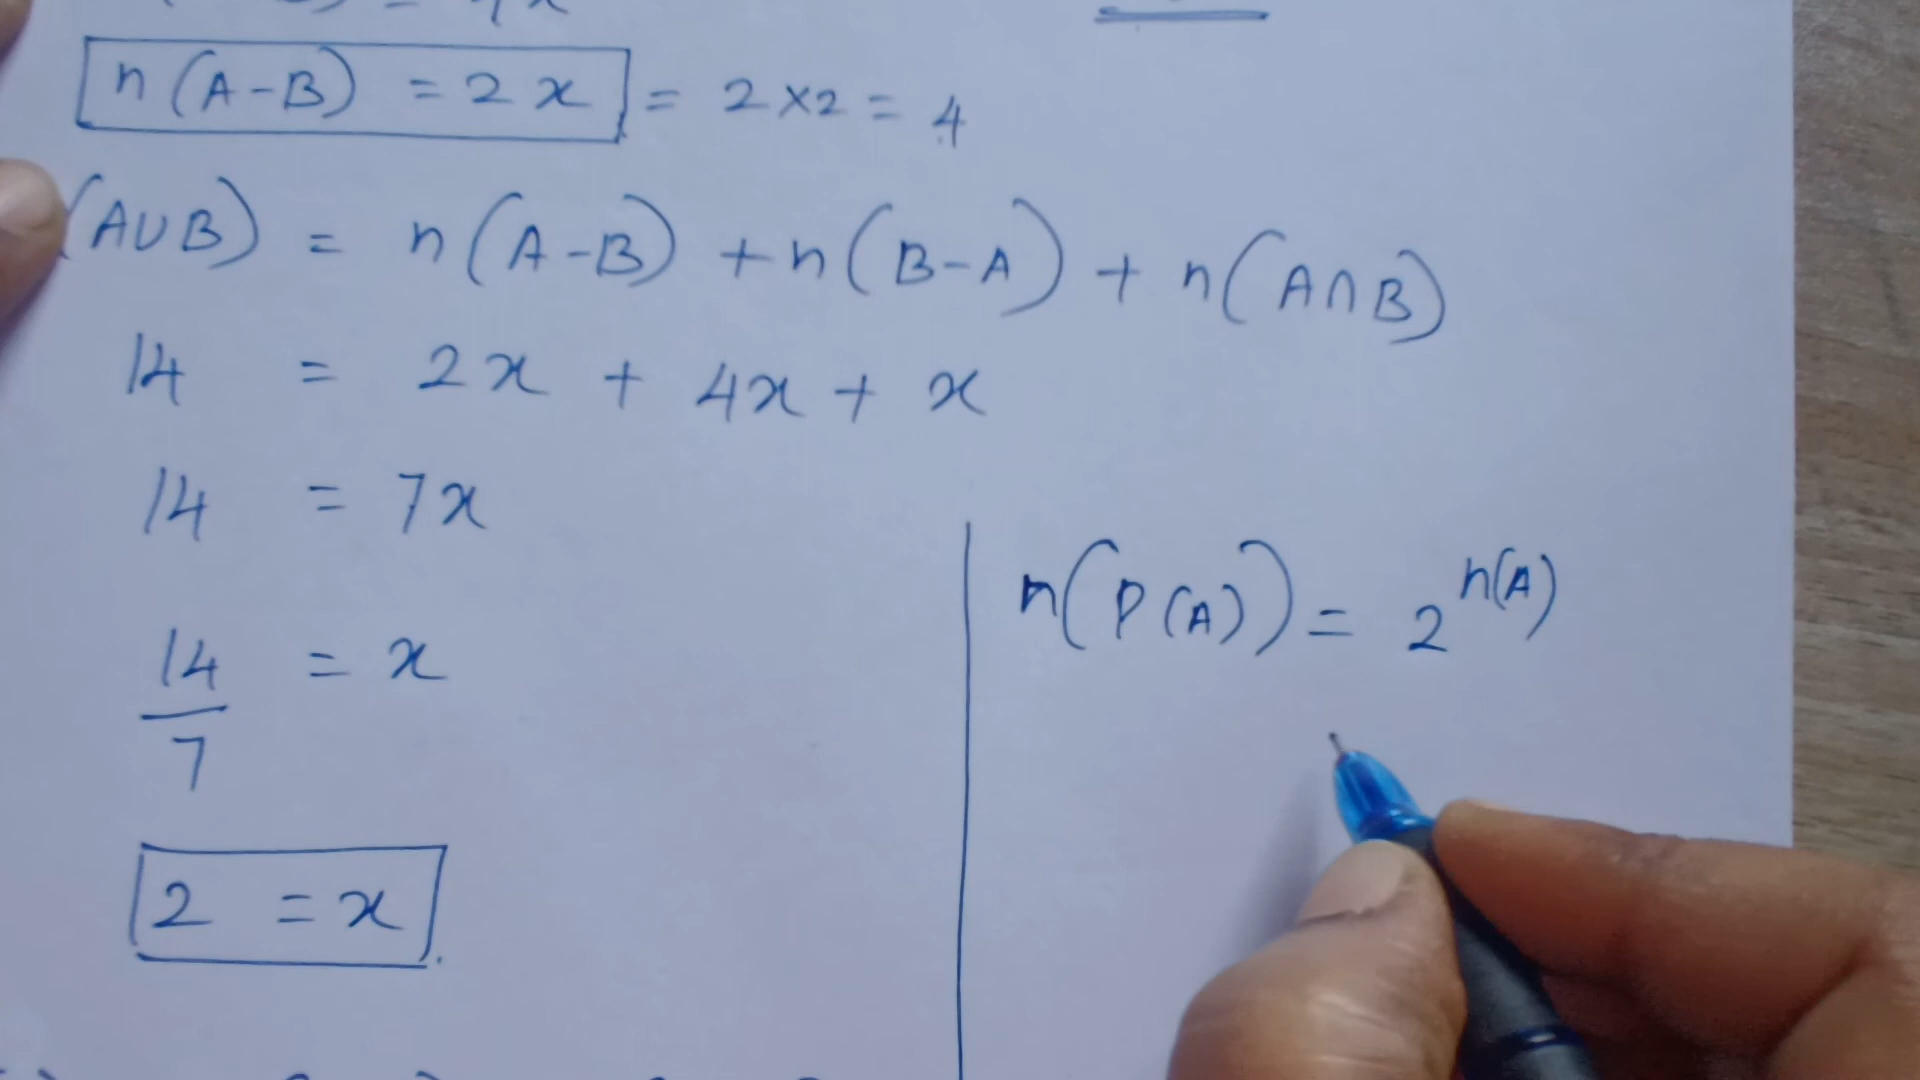 n(A-B) = 2x = 2×2 = 4
(A∪B) = n(A-B) + n(B-A) + n(A∩B)
14 = 2x + 4x + x
14 = 7x
14/7 = x
2 = x
n(P(A)) = 2^n(A)